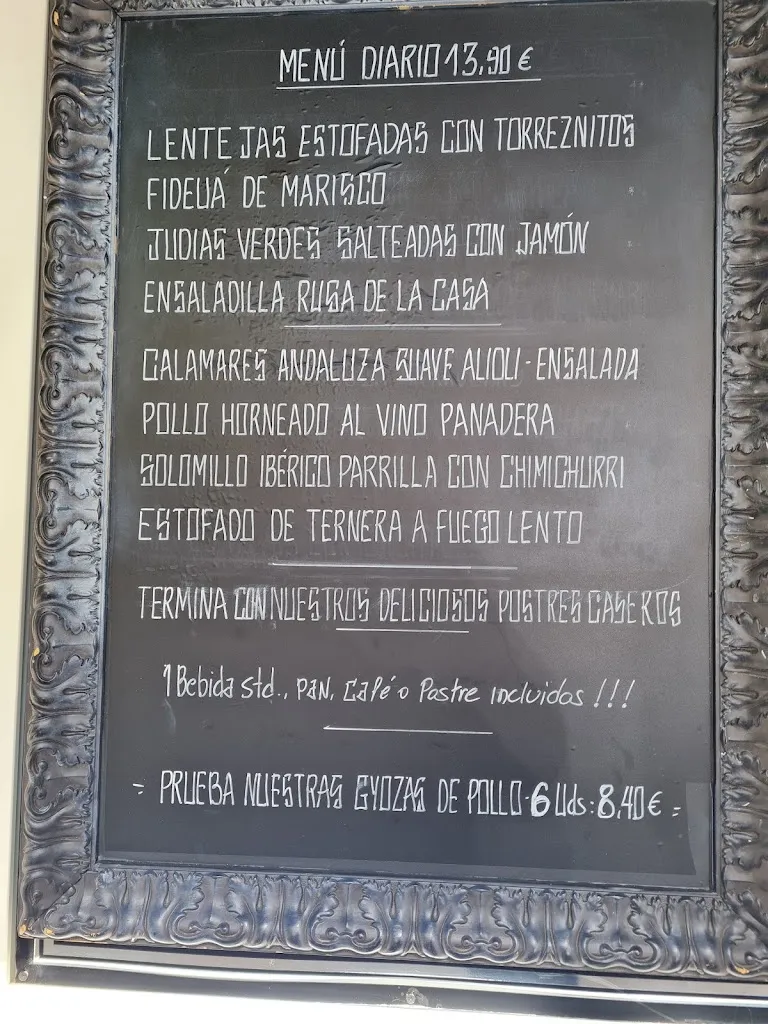 MENÚ DIARIO 13,90 €
LENTEJAS ESTOFADAS CON TORREZNITOS
FIDEUÁ DE MARISCO
JUDIAS VERDES SALTEADAS CON JAMÓN
ENSALADILLA RUSA DE LA CASA
CALAMARES ANDALUZA SUAVE ALIOLI - ENSALADA
POLLO HORNEADO AL VINO PANADERA
SOLOMILLO IBÉRICO PARRILLA CON CHIMICHURRI
ESTOFADO DE TERNERA A FUEGO LENTO
TERMINA CON NUESTROS DELICIOSOS POSTRES CASEROS
1 Bebida std., PAN, Café o Postre incluidos !!!
- PRUEBA NUESTRAS GYOZAS DE POLLO - 6 Uds: 8,40 € -